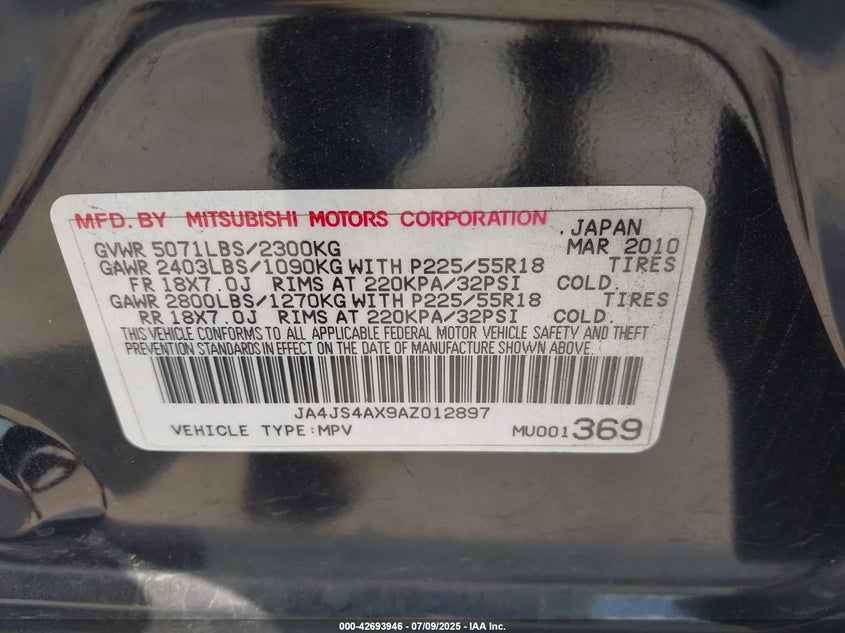 MFD. BY MITSUBISHI MOTORS CORPORATION . JAPAN
GVWR 5071LBS/2300KG MAR 2010
GAWR 2403LBS/1090KG WITH P225/55R18 TIRES
FR 18X7.0J RIMS AT 220KPA/32PSI COLD.
GAWR 2800LBS/1270KG WITH P225/55R18 TIRES
RR 18X7.0J RIMS AT 220KPA/32PSI COLD.
THIS VEHICLE CONFORMS TO ALL APPLICABLE FEDERAL MOTOR VEHICLE SAFETY AND THEFT
PREVENTION STANDARDS IN EFFECT ON THE DATE OF MANUFACTURE SHOWN ABOVE.
JA4JS4AX9AZ012897
VEHICLE TYPE:MPV MU001369
000-42693946 - 07/09/2025 - IAA Inc.